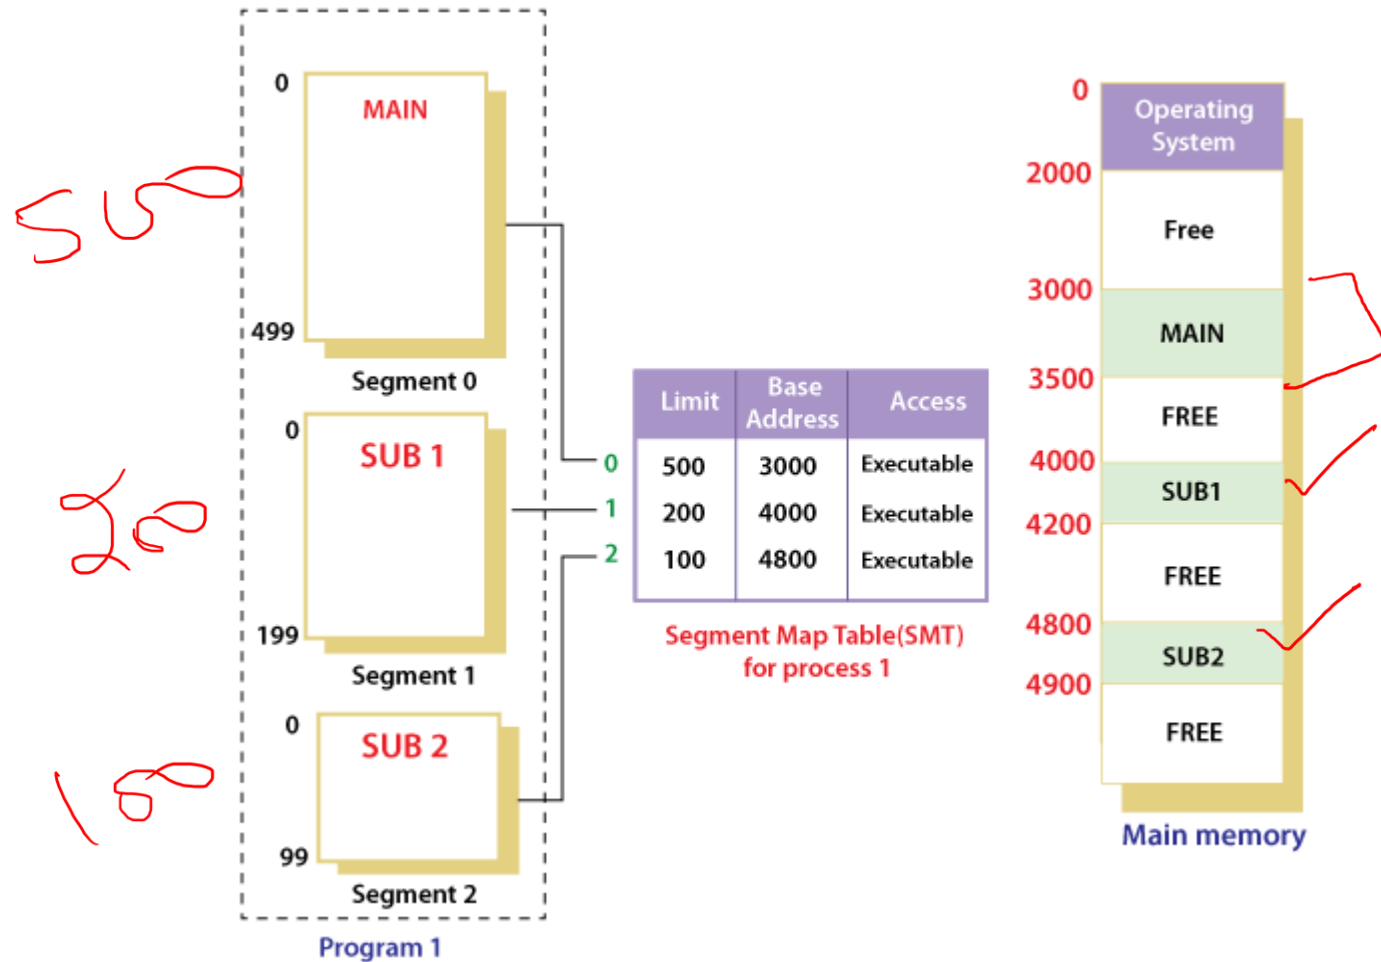 0
MAIN
500
499
Segment 0
0
SUB 1
200
199
Segment 1
0
SUB 2
100
99
Segment 2
Program 1
Limit Base Address Access
0 500 3000 Executable
1 200 4000 Executable
2 100 4800 Executable
Segment Map Table(SMT)
for process 1
0
Operating
System
2000
Free
3000
MAIN
3500
FREE
4000
SUB1
4200
FREE
4800
SUB2
4900
FREE
Main memory